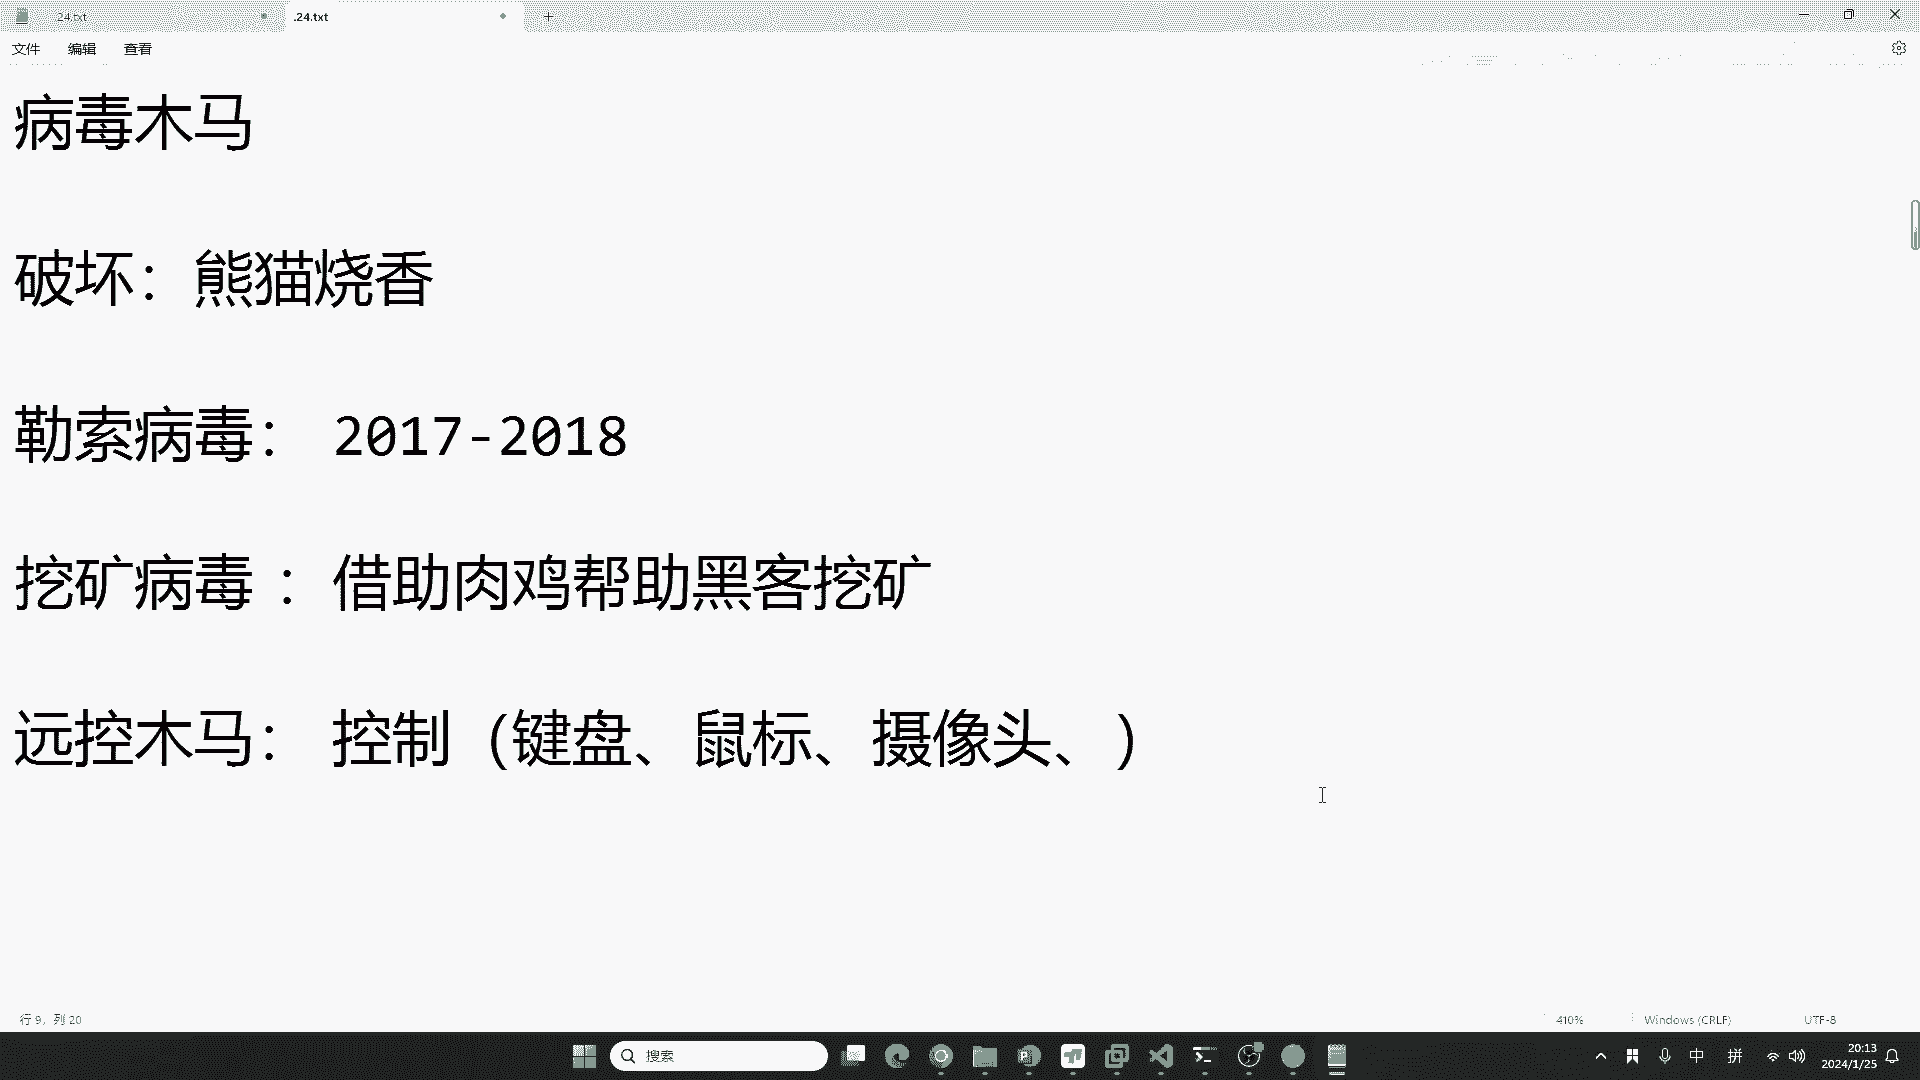 24.txt
.24.txt
文件 编辑 查看
病毒木马
破坏：熊猫烧香
勒索病毒： 2017-2018
挖矿病毒 ：借助肉鸡帮助黑客挖矿
远控木马： 控制（键盘、鼠标、摄像头、）
行 9，列 20
410%
Windows (CRLF)
UTF-8
搜索
中
拼
20:13
2024/1/25